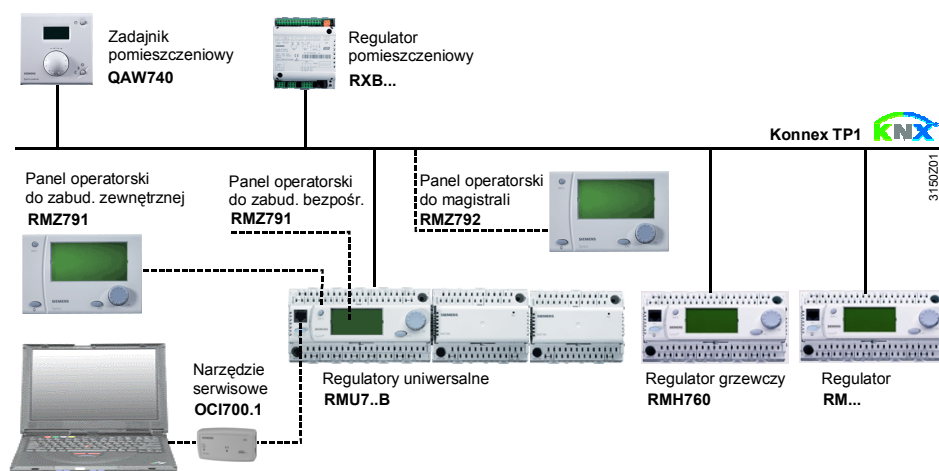 Zadajnik
pomieszczeniowy
QAW740
Regulator
pomieszczeniowy
RXB...
Konnex TP1
KNX
3150Z01
Panel operatorski
do zabud. zewnętrznej
RMZ791
Panel operatorski
do zabud. bezpośr.
RMZ791
Panel operatorski
do magistrali
RMZ792
Narzędzie
serwisowe
OCI700.1
Regulatory uniwersalne
RMU7..B
Regulator grzewczy
RMH760
Regulator
RM...